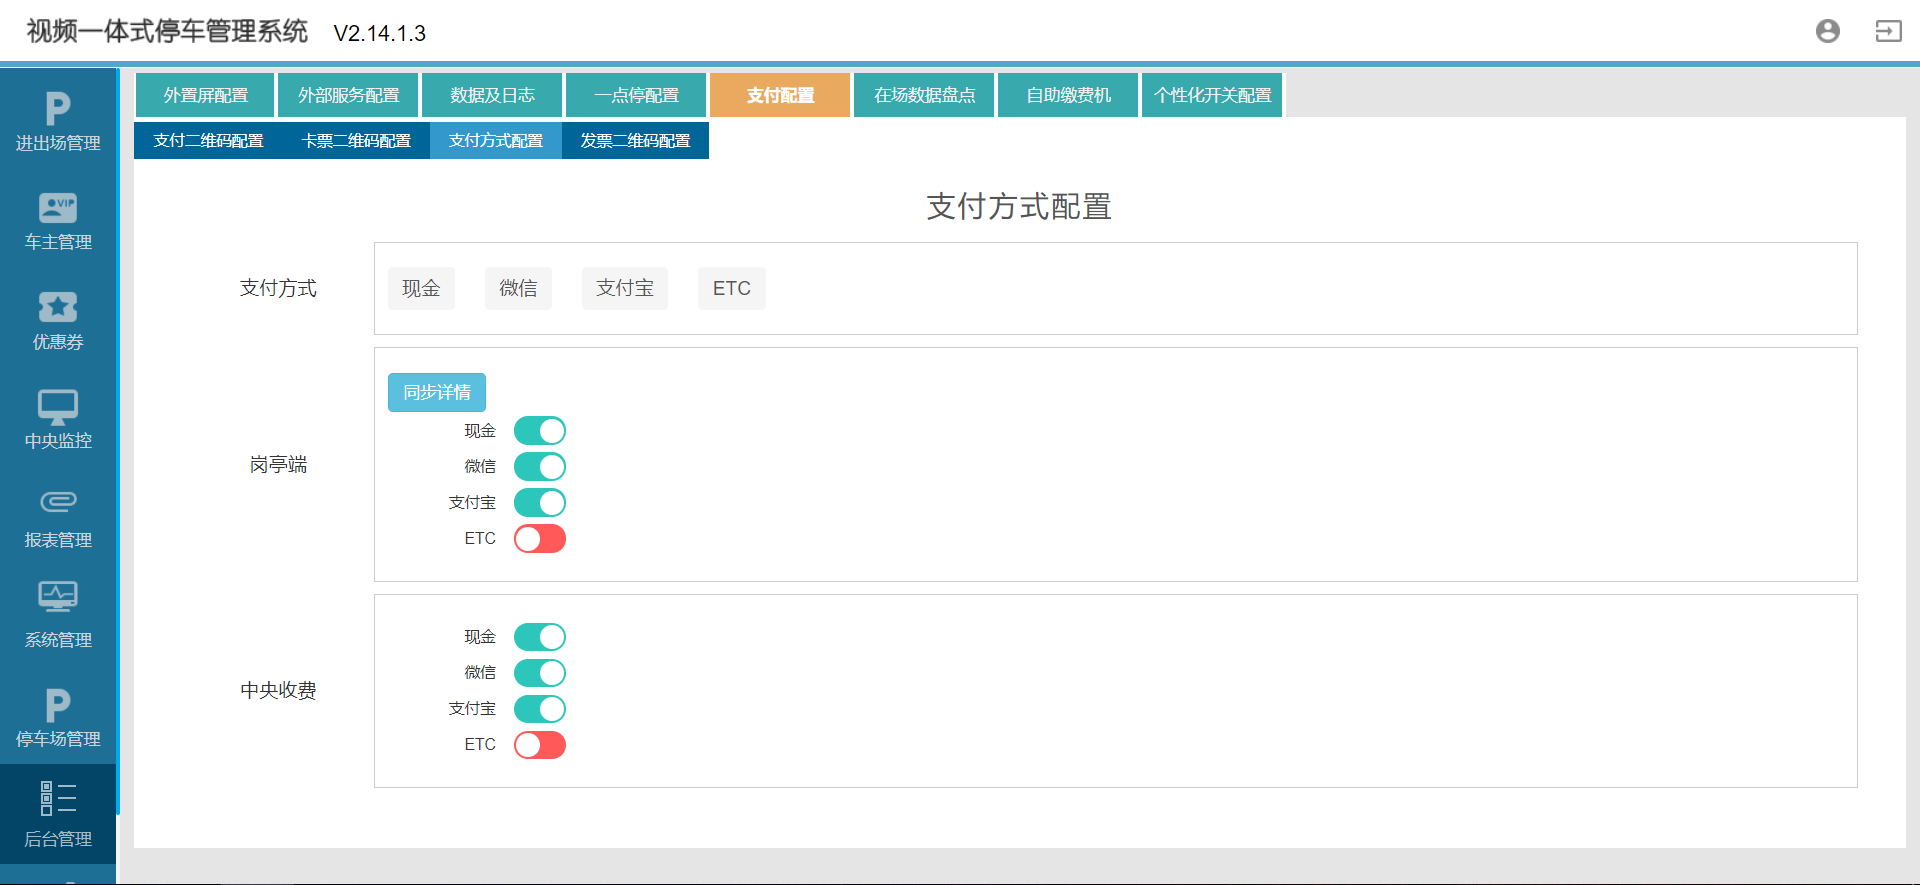 视频一体式停车管理系统 V2.14.1.3
进出场管理
车主管理
优惠券
中央监控
报表管理
系统管理
停车场管理
后台管理
外置屏配置 外部服务配置 数据及日志 一点停配置 支付配置 在场数据盘点 自助缴费机 个性化开关配置
支付二维码配置 卡票二维码配置 支付方式配置 发票二维码配置
支付方式配置
支付方式 现金 微信 支付宝 ETC
岗亭端
同步详情
现金
微信
支付宝
ETC
中央收费
现金
微信
支付宝
ETC